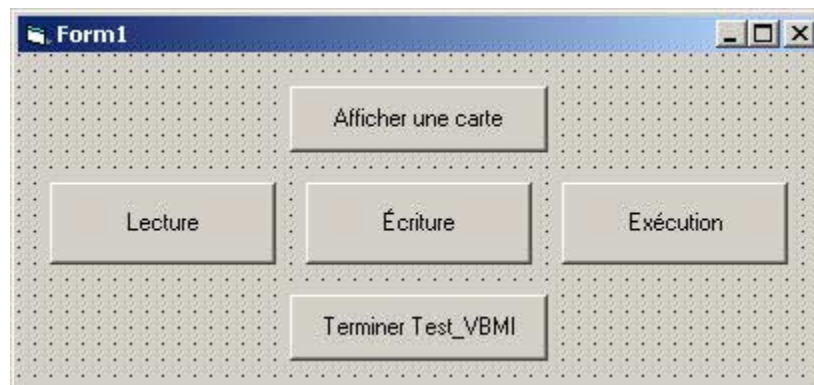 Form1
Afficher une carte
Lecture
Écriture
Exécution
Terminer Test_VBMI